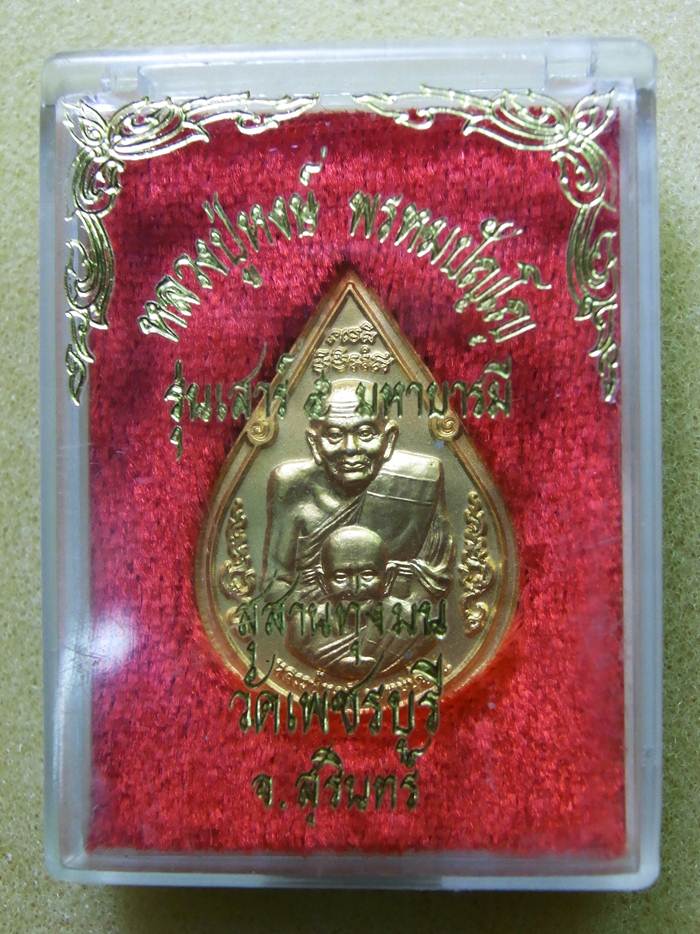 หลวงปู่หงษ์ พรหมปัญโญ
รุ่นเสาร์ ๕ มหาบารมี
สุสานทุ่งมน
วัดเพชรบุรี
จ.สุรินทร์